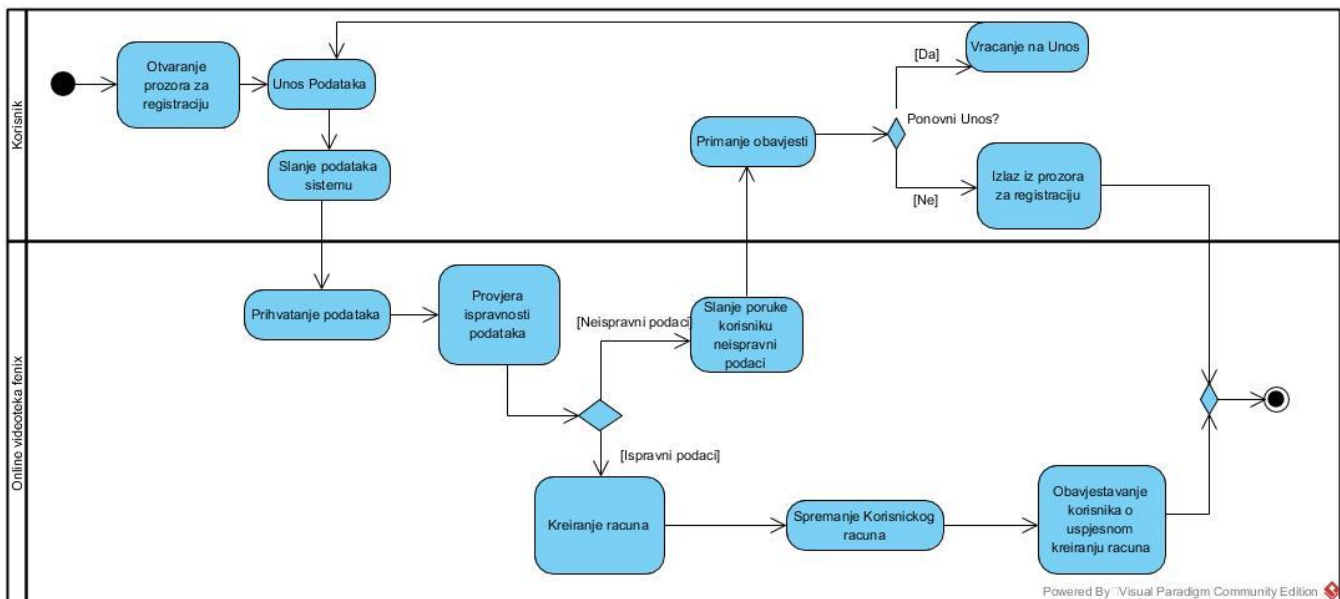 Korisnik
Otvaranje
prozora za
registraciju
Unos Podataka
Slanje podataka
sistemu
Primanje obavjesti
[Da]
Vracanje na Unos
Ponovni Unos?
[Ne]
Izlaz iz prozora
za registraciju
Online videoteka fenix
Prihvatanje podataka
Provjera
ispravnosti
podataka
[Neispravni podaci]
Slanje poruke
korisniku
neispravni
podaci
[Ispravni podaci]
Kreiranje racuna
Spremanje Korisnickog
racuna
Obavjestavanje
korisnika o
uspjesnom
kreiranju racuna
Powered By Visual Paradigm Community Edition